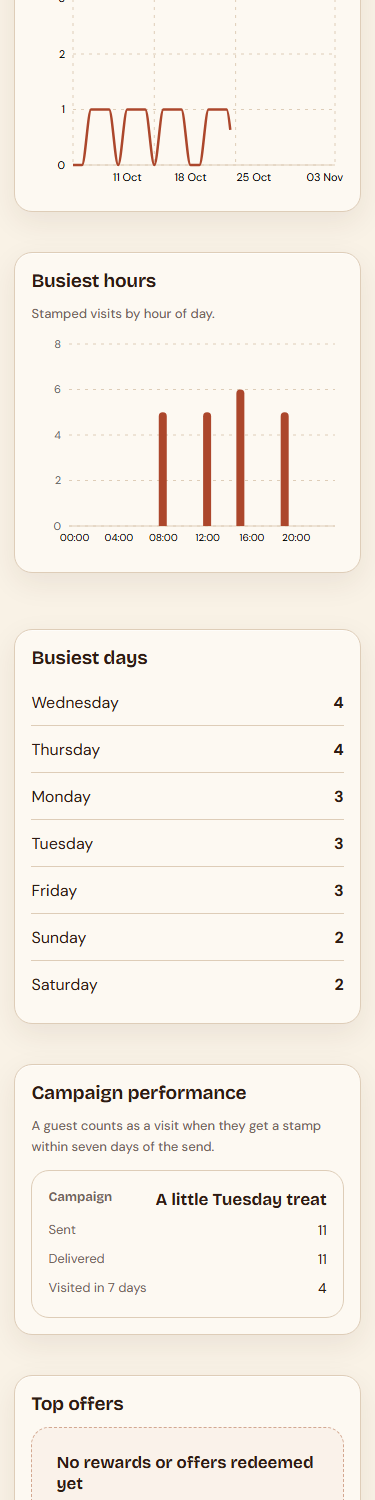 2
1
0
11 Oct 18 Oct 25 Oct 03 Nov
Busiest hours
Stamped visits by hour of day.
8
6
4
2
0
00:00 04:00 08:00 12:00 16:00 20:00
Busiest days
Wednesday 4
Thursday 4
Monday 3
Tuesday 3
Friday 3
Sunday 2
Saturday 2
Campaign performance
A guest counts as a visit when they get a stamp
within seven days of the send.
Campaign A little Tuesday treat
Sent 11
Delivered 11
Visited in 7 days 4
Top offers
No rewards or offers redeemed
yet